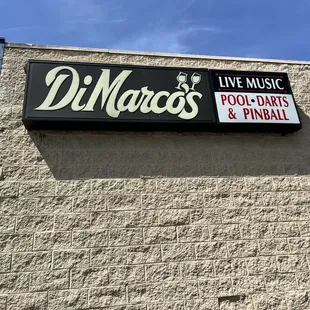 DiMarco's
LIVE MUSIC
POOL • DARTS
& PINBALL